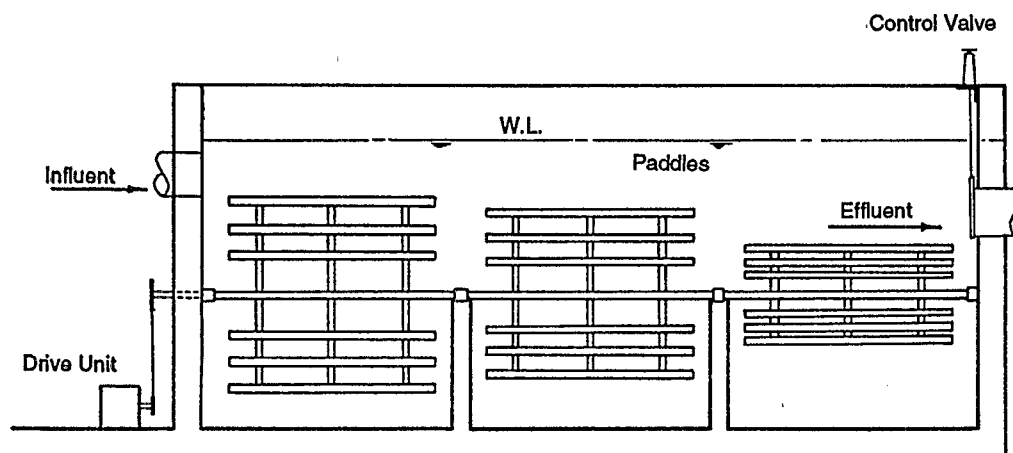 Control Valve
W.L.
Paddles
Influent
Effluent
Drive Unit